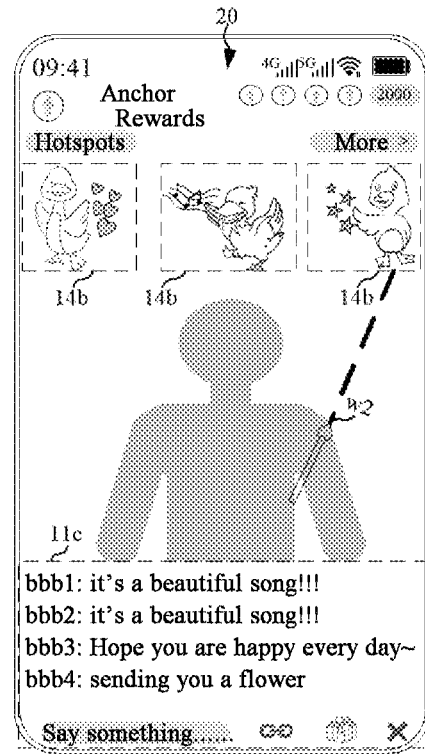 20
09:41 4G 5G
Anchor
Rewards
2000
Hotspots More >
14b 14b 14b
11c
bbb1: it's a beautiful song!!!
bbb2: it's a beautiful song!!!
bbb3: Hope you are happy every day~
bbb4: sending you a flower
Say something......